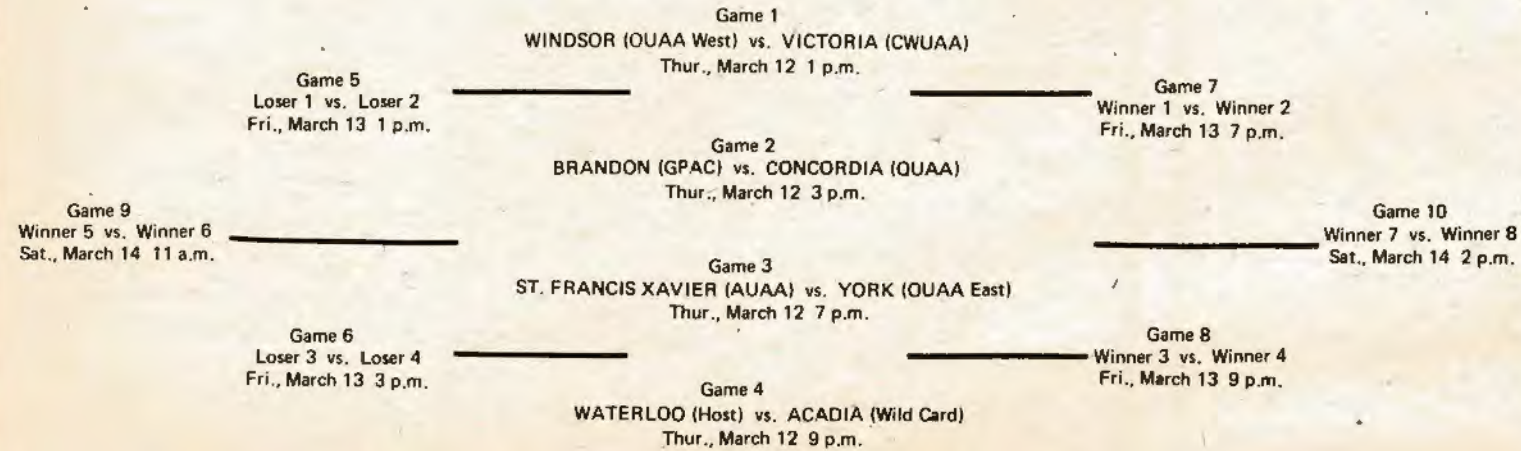 Game 1
WINDSOR (OUAA West) vs. VICTORIA (CWUAA)
Thur., March 12 1 p.m.
Game 5
Loser 1 vs. Loser 2
Fri., March 13 1 p.m.
Game 7
Winner 1 vs. Winner 2
Fri., March 13 7 p.m.
Game 2
BRANDON (GPAC) vs. CONCORDIA (QUAA)
Thur., March 12 3 p.m.
Game 9
Winner 5 vs. Winner 6
Sat., March 14 11 a.m.
Game 10
Winner 7 vs. Winner 8
Sat., March 14 2 p.m.
Game 3
ST. FRANCIS XAVIER (AUAA) vs. YORK (OUAA East)
Thur., March 12 7 p.m.
Game 6
Loser 3 vs. Loser 4
Fri., March 13 3 p.m.
Game 8
Winner 3 vs. Winner 4
Fri., March 13 9 p.m.
Game 4
WATERLOO (Host) vs. ACADIA (Wild Card)
Thur., March 12 9 p.m.